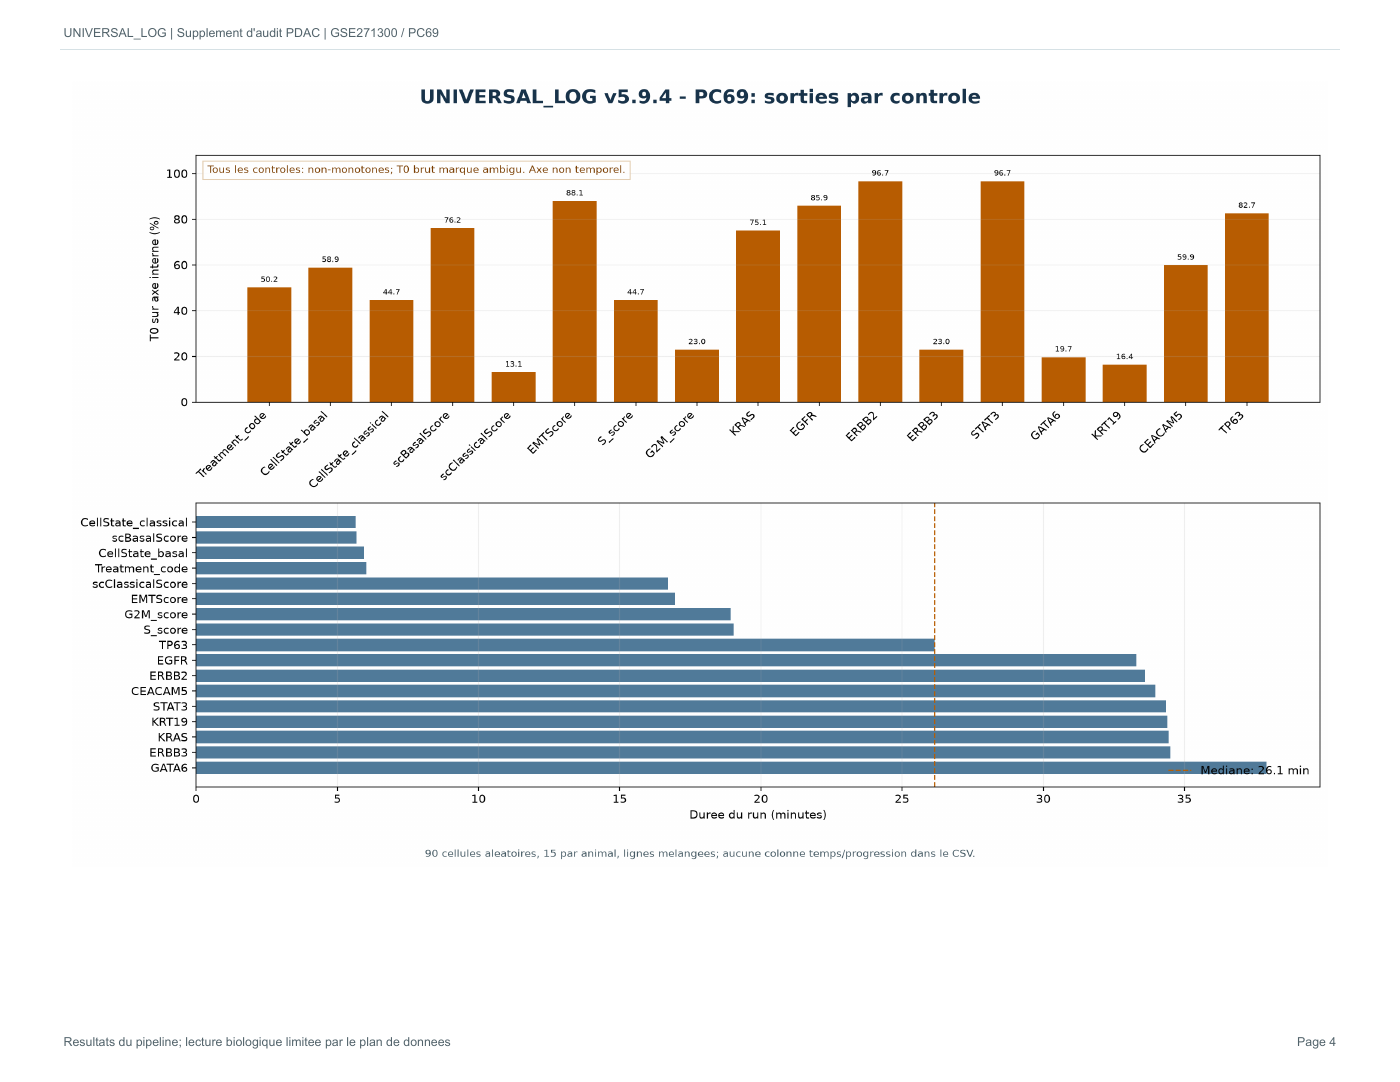 UNIVERSAL_LOG | Supplement d'audit PDAC | GSE271300 / PC69
UNIVERSAL_LOG v5.9.4 - PC69: sorties par controle
Tous les controles: non-monotones; T0 brut marque ambigu. Axe non temporel.
T0 sur axe interne (%)
100
80
60
40
20
0
50.2
58.9
44.7
76.2
13.1
88.1
44.7
23.0
75.1
85.9
96.7
23.0
96.7
19.7
16.4
59.9
82.7
Treatment_code
CellState_basal
CellState_classical
scBasalScore
scClassicalScore
EMTScore
S_score
G2M_score
KRAS
EGFR
ERBB2
ERBB3
STAT3
GATA6
KRT19
CEACAM5
TP63
CellState_classical
scBasalScore
CellState_basal
Treatment_code
scClassicalScore
EMTScore
G2M_score
S_score
TP63
EGFR
ERBB2
CEACAM5
STAT3
KRT19
KRAS
ERBB3
GATA6
Mediane: 26.1 min
0
5
10
15
20
25
30
35
Duree du run (minutes)
90 cellules aleatoires, 15 par animal, lignes melangees; aucune colonne temps/progression dans le CSV.
Resultats du pipeline; lecture biologique limitee par le plan de donnees
Page 4